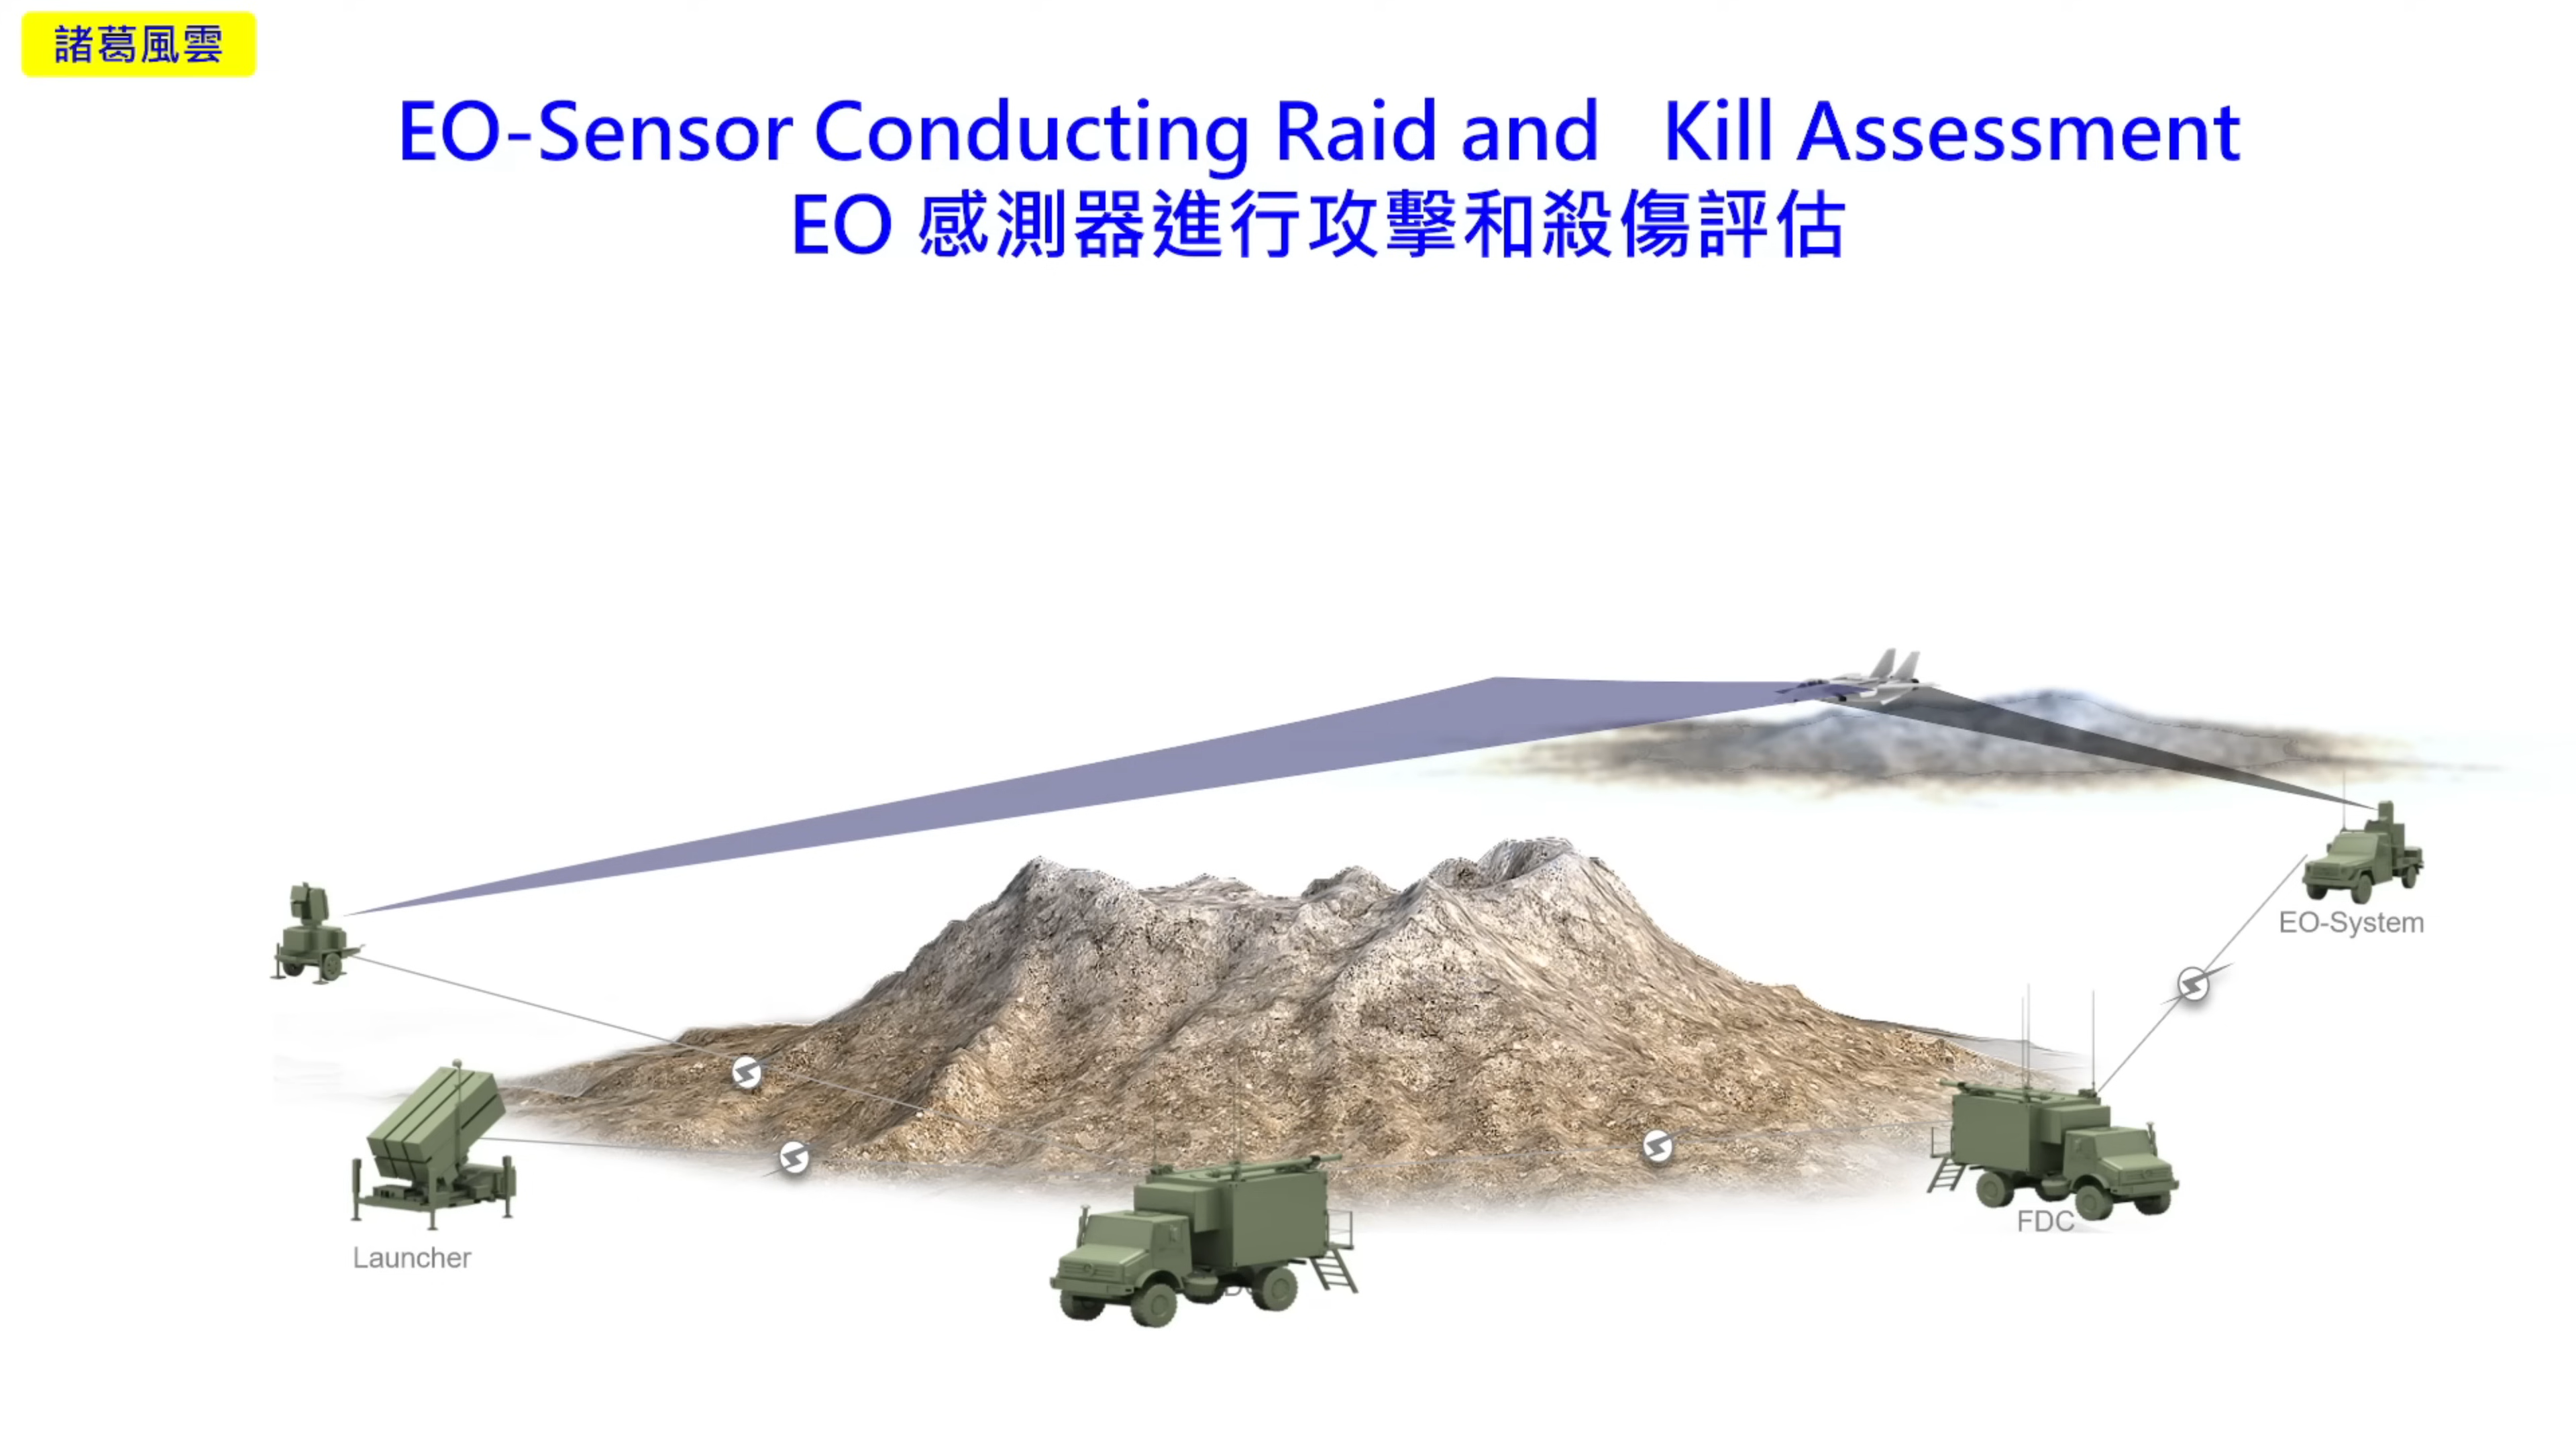 諸葛風雲
EO-Sensor Conducting Raid and Kill Assessment
EO 感測器進行攻擊和殺傷評估
EO-System
FDC
Launcher